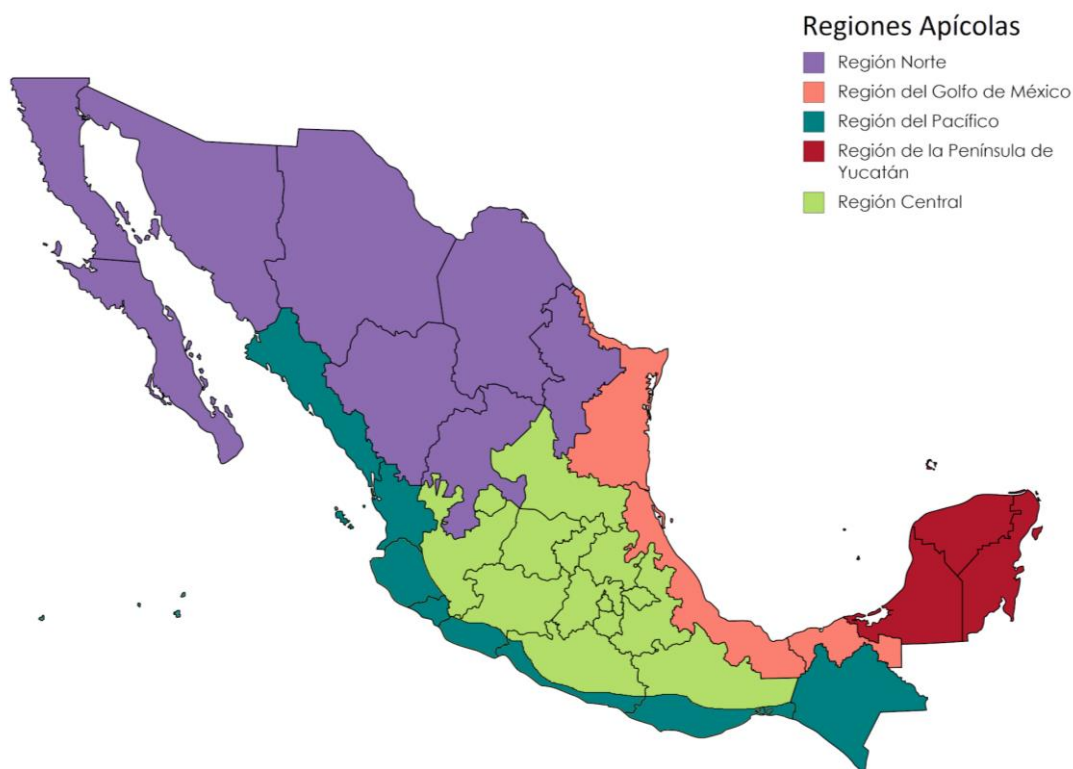 Regiones Apícolas
Región Norte
Región del Golfo de México
Región del Pacífico
Región de la Península de
Yucatán
Región Central